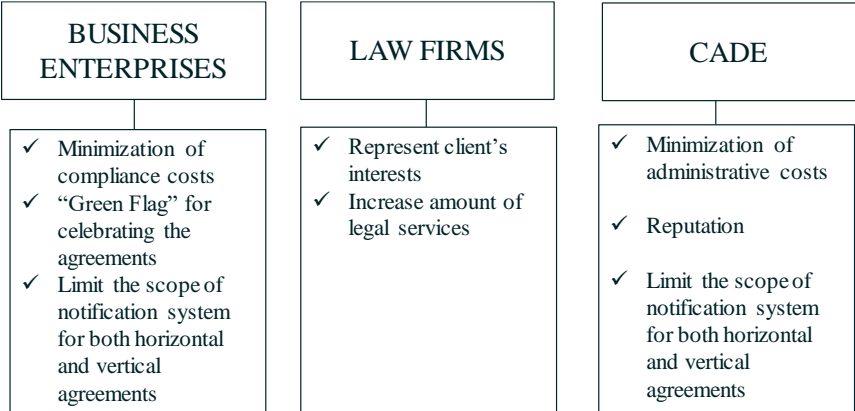 BUSINESS
ENTERPRISES
✓ Minimization of
compliance costs
✓ “Green Flag” for
celebrating the
agreements
✓ Limit the scope of
notification system
for both horizontal
and vertical
agreements
LAW FIRMS
✓ Represent client’s
interests
✓ Increase amount of
legal services
CADE
✓ Minimization of
administrative costs
✓ Reputation
✓ Limit the scope of
notification system
for both horizontal
and vertical
agreements